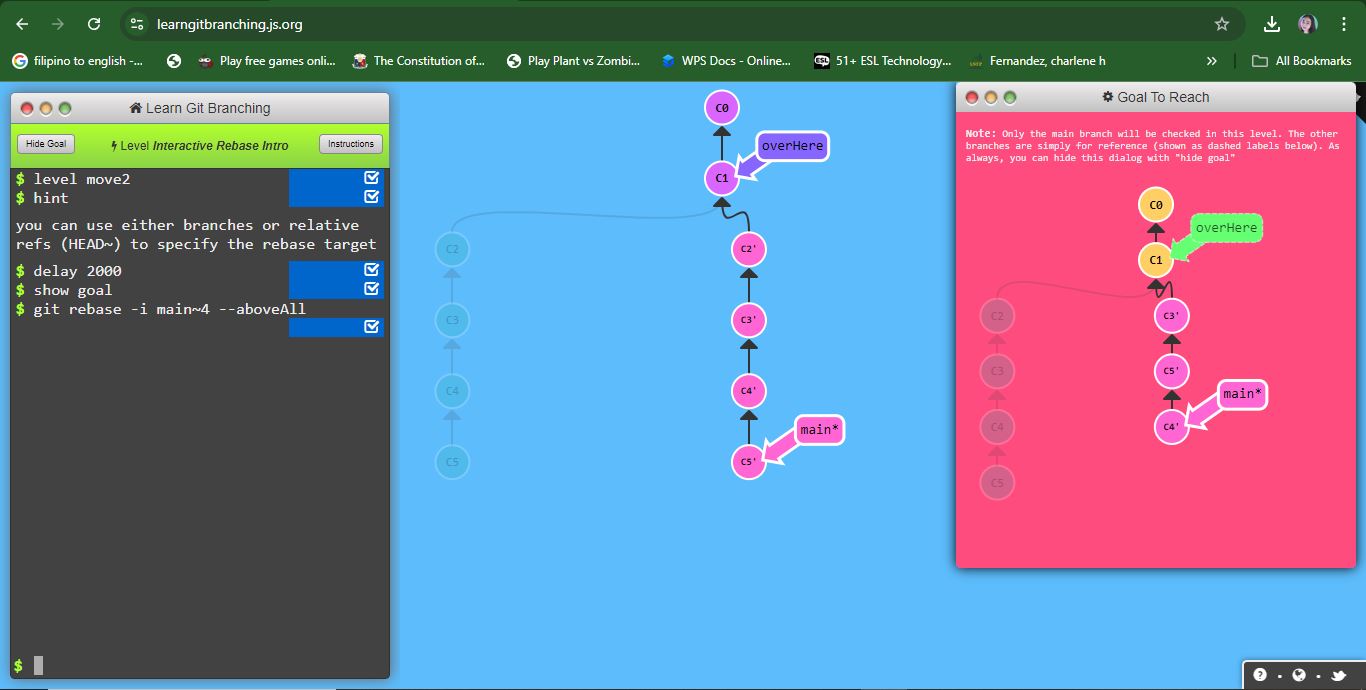 learngitbranching.js.org
filipino to english -...
Play free games onli...
The Constitution of...
Play Plant vs Zombi...
WPS Docs - Online...
ESL
51+ ESL Technology...
Fernandez, charlene h
»
All Bookmarks
Learn Git Branching
Hide Goal
Level Interactive Rebase Intro
Instructions
$ level move2
$ hint
you can use either branches or relative
refs (HEAD~) to specify the rebase target
$ delay 2000
$ show goal
$ git rebase -i main~4 --aboveAll
$
C0
overHere
C1
C2
C2'
C3
C3'
C4
C4'
main*
C5
C5'
Goal To Reach
Note: Only the main branch will be checked in this level. The other
branches are simply for reference (shown as dashed labels below). As
always, you can hide this dialog with "hide goal"
C0
overHere
C1
C2
C3'
C3
C5'
main*
C4
C4'
C5